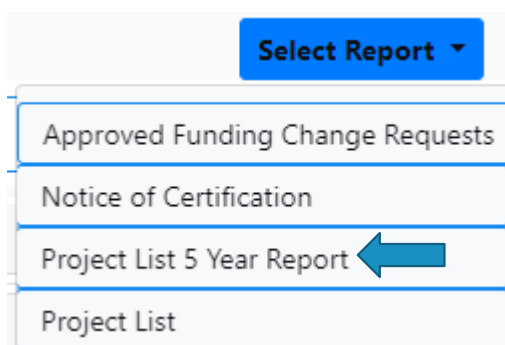 Select Report
Approved Funding Change Requests
Notice of Certification
Project List 5 Year Report
Project List